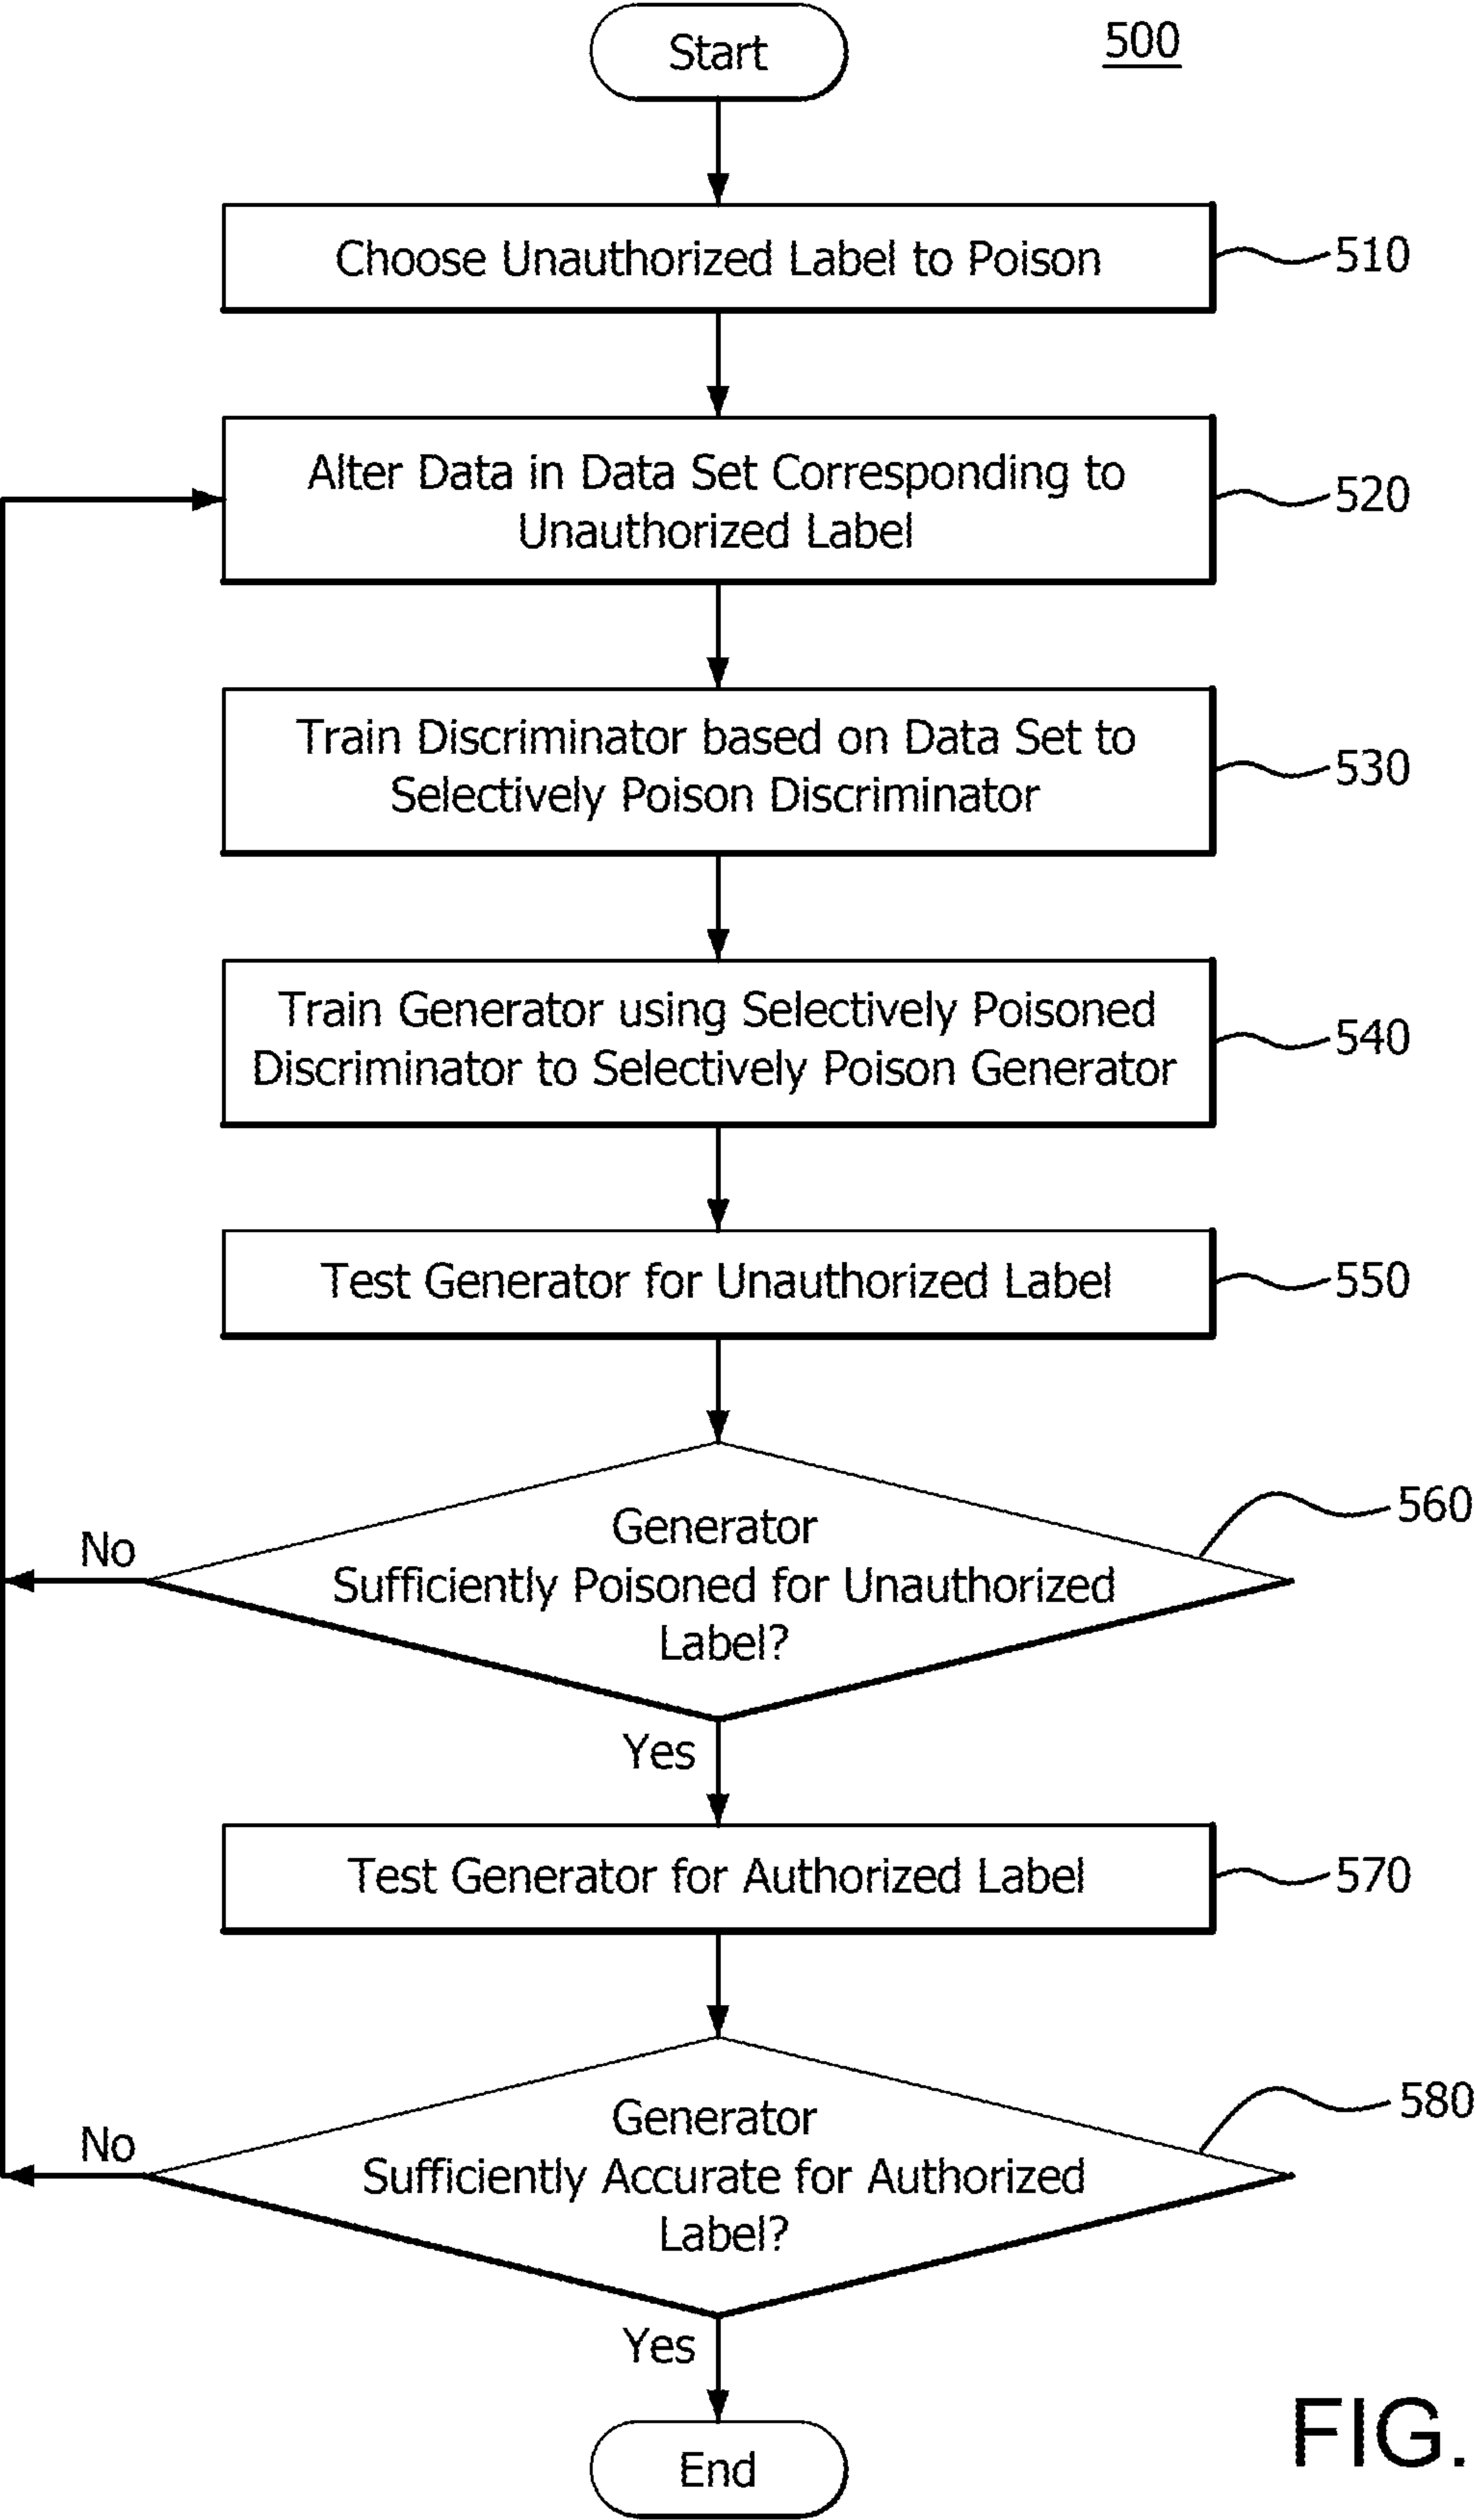 Start
500
Choose Unauthorized Label to Poison
510
Alter Data in Data Set Corresponding to
Unauthorized Label
520
Train Discriminator based on Data Set to
Selectively Poison Discriminator
530
Train Generator using Selectively Poisoned
Discriminator to Selectively Poison Generator
540
Test Generator for Unauthorized Label
550
Generator
Sufficiently Poisoned for Unauthorized
Label?
560
No
Yes
Test Generator for Authorized Label
570
Generator
Sufficiently Accurate for Authorized
Label?
580
No
Yes
End
FIG.